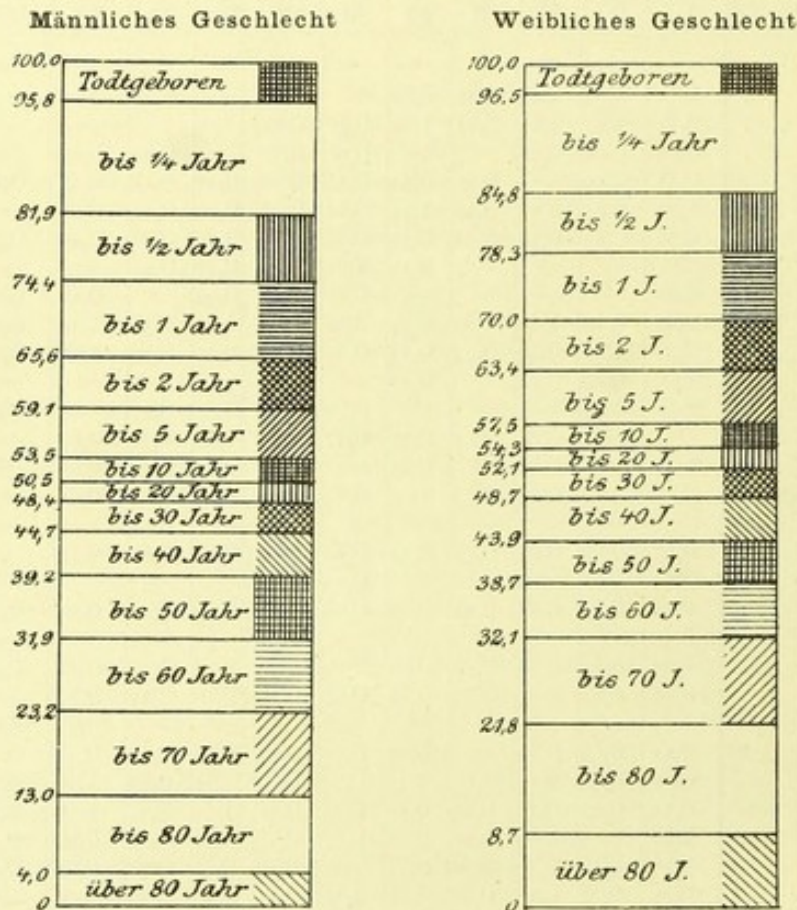 Männliches Geschlecht
100,0
Todtgeboren
95,8
bis 1/4 Jahr
81,9
bis 1/2 Jahr
74,4
bis 1 Jahr
65,6
bis 2 Jahr
59,1
bis 5 Jahr
53,5
bis 10 Jahr
50,5
bis 20 Jahr
48,4
bis 30 Jahr
44,7
bis 40 Jahr
39,2
bis 50 Jahr
31,9
bis 60 Jahr
23,2
bis 70 Jahr
13,0
bis 80 Jahr
4,0
über 80 Jahr
0
Weibliches Geschlecht
100,0
Todtgeboren
96,5
bis 1/4 Jahr
84,8
bis 1/2 J.
78,3
bis 1 J.
70,0
bis 2 J.
63,4
bis 5 J.
57,5
bis 10 J.
54,3
bis 20 J.
52,1
bis 30 J.
48,7
bis 40 J.
43,9
bis 50 J.
38,7
bis 60 J.
32,1
bis 70 J.
21,8
bis 80 J.
8,7
über 80 J.
0